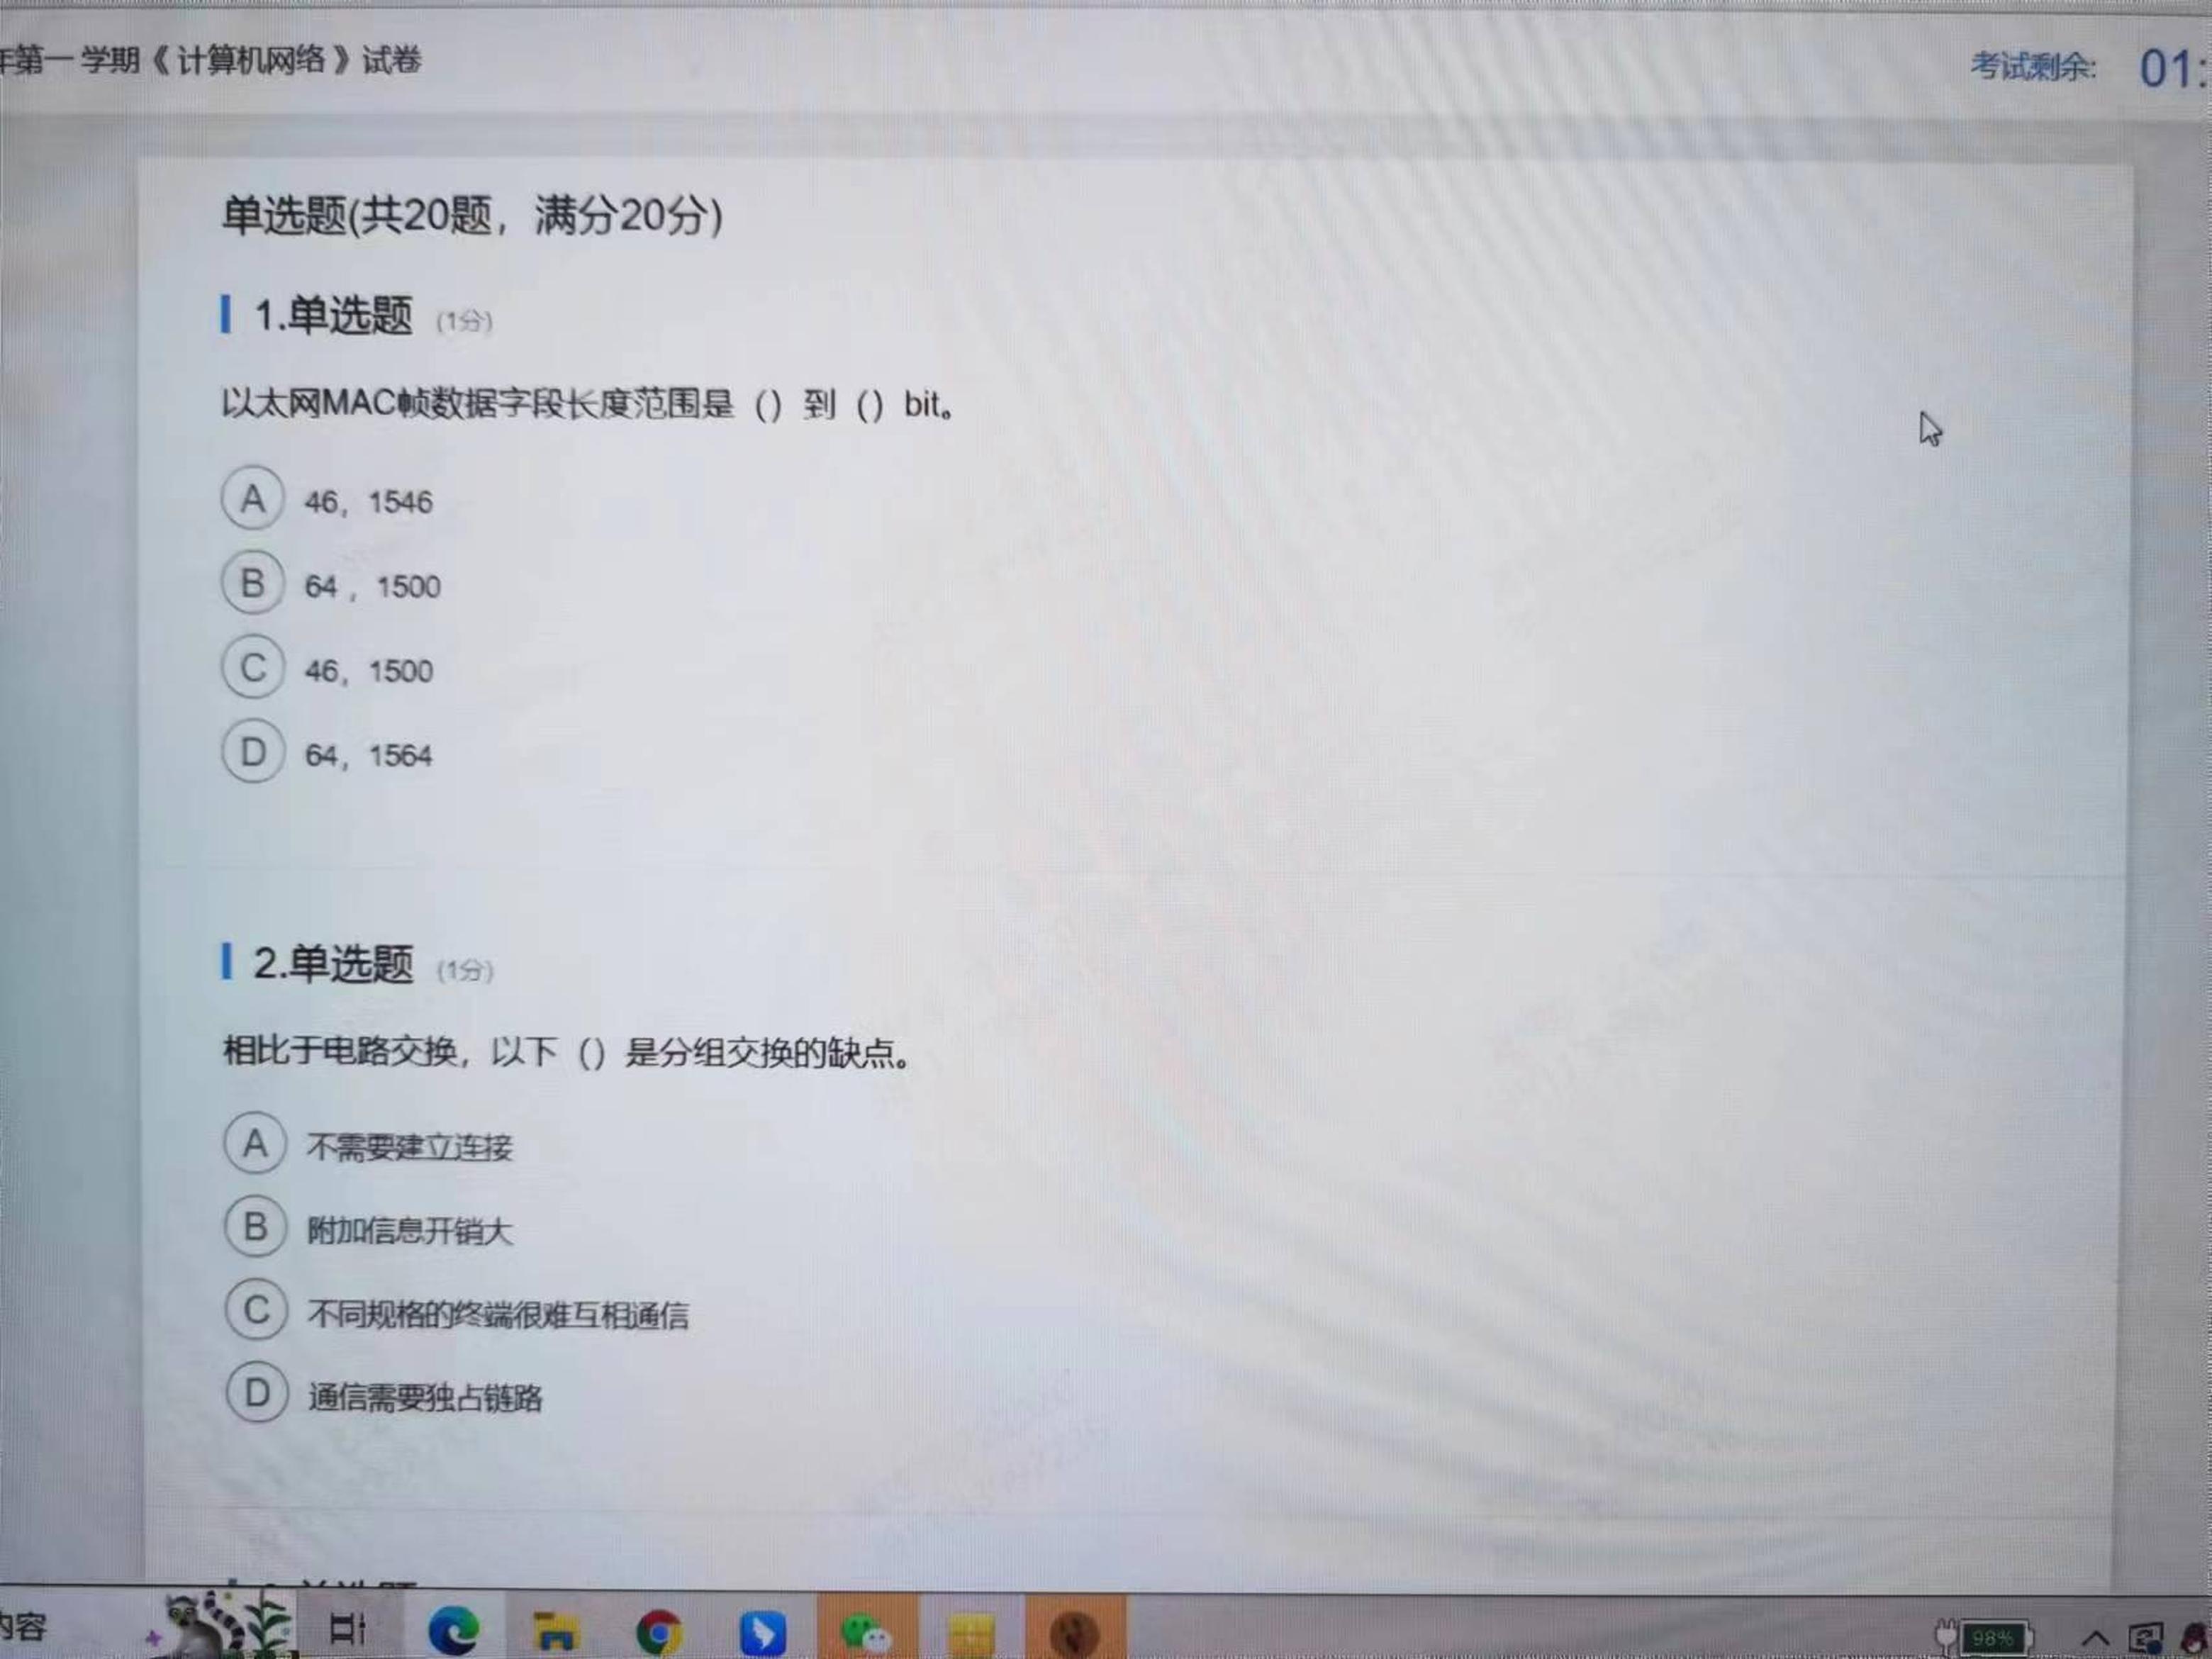 年第一学期《计算机网络》试卷
考试剩余: 01:
单选题(共20题，满分20分)
1.单选题 (1分)
以太网MAC帧数据字段长度范围是（）到（）bit。
A 46，1546
B 64，1500
C 46，1500
D 64，1564
2.单选题 (1分)
相比于电路交换，以下（）是分组交换的缺点。
A 不需要建立连接
B 附加信息开销大
C 不同规格的终端很难互相通信
D 通信需要独占链路
内容
98%